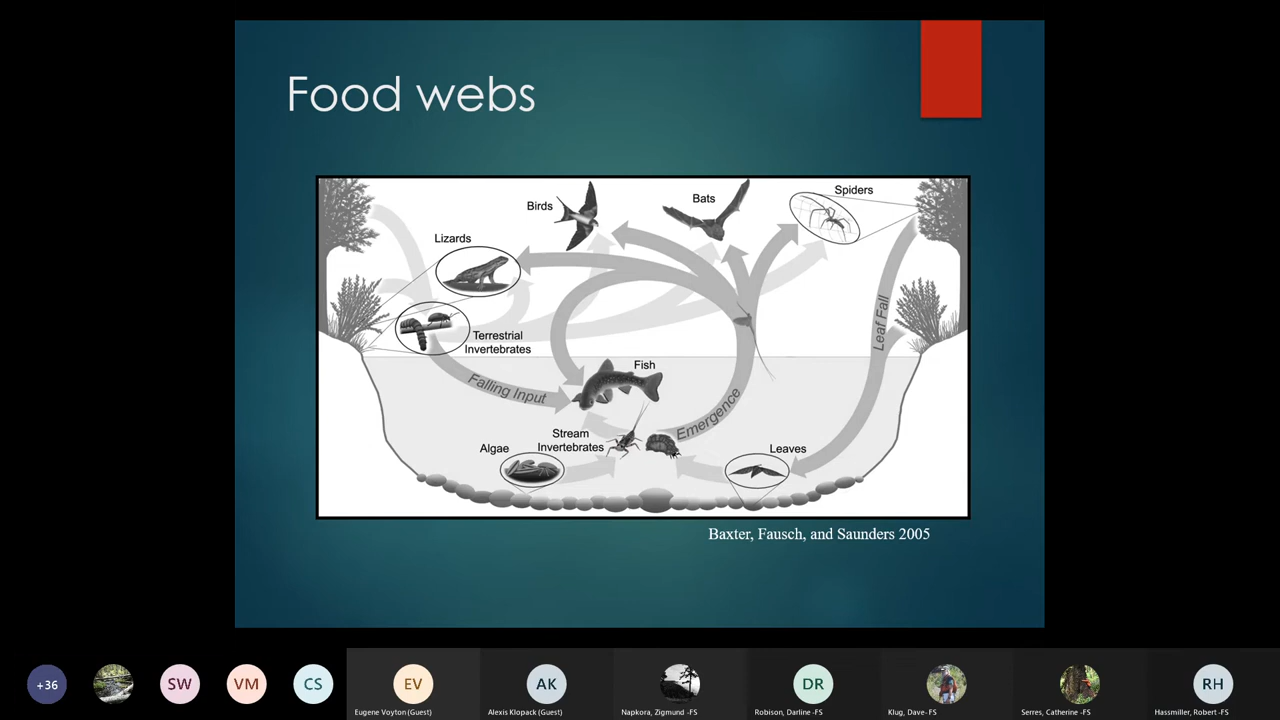 Food webs
Birds
Bats
Spiders
Lizards
Terrestrial
Invertebrates
Leaf Fall
Falling Input
Fish
Emergence
Stream
Invertebrates
Algae
Leaves
Baxter, Fausch, and Saunders 2005
+36
SW
VM
CS
EV
AK
DR
RH
Eugene Voyton (Guest)
Alexis Klopack (Guest)
Napkora, Zigmund -FS
Robison, Darline -FS
Klug, Dave- FS
Serres, Catherine -FS
Hassmiller, Robert -FS